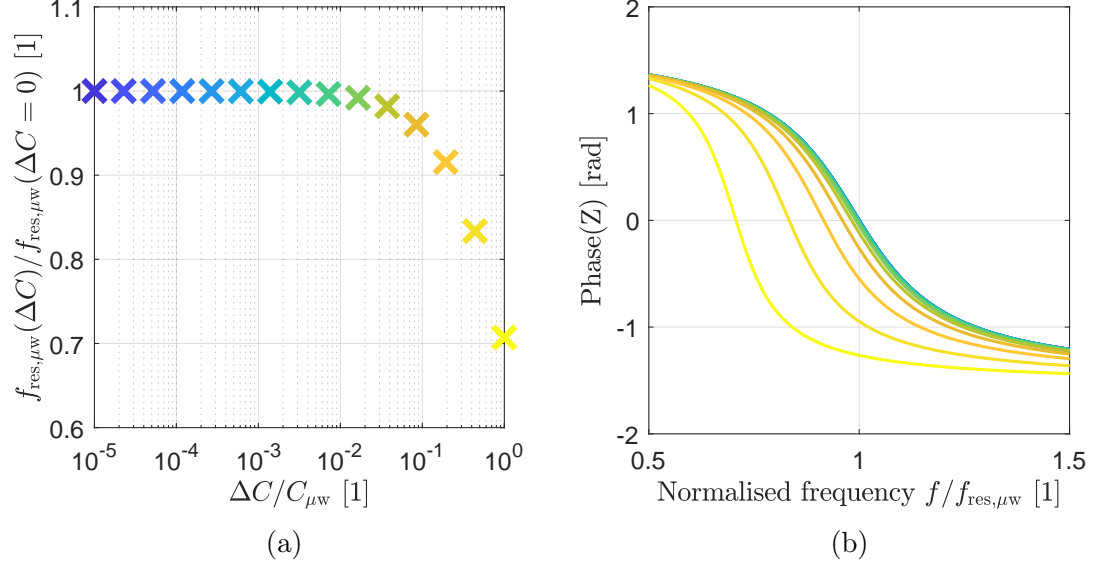 1.1
1
0.9
0.8
0.7
0.6
f_res,μw(ΔC)/f_res,μw(ΔC = 0) [1]
10^-5 10^-4 10^-3 10^-2 10^-1 10^0
ΔC/C_μw [1]
(a)
2
1
0
-1
-2
Phase(Z) [rad]
0.5 1 1.5
Normalised frequency f/f_res,μw [1]
(b)